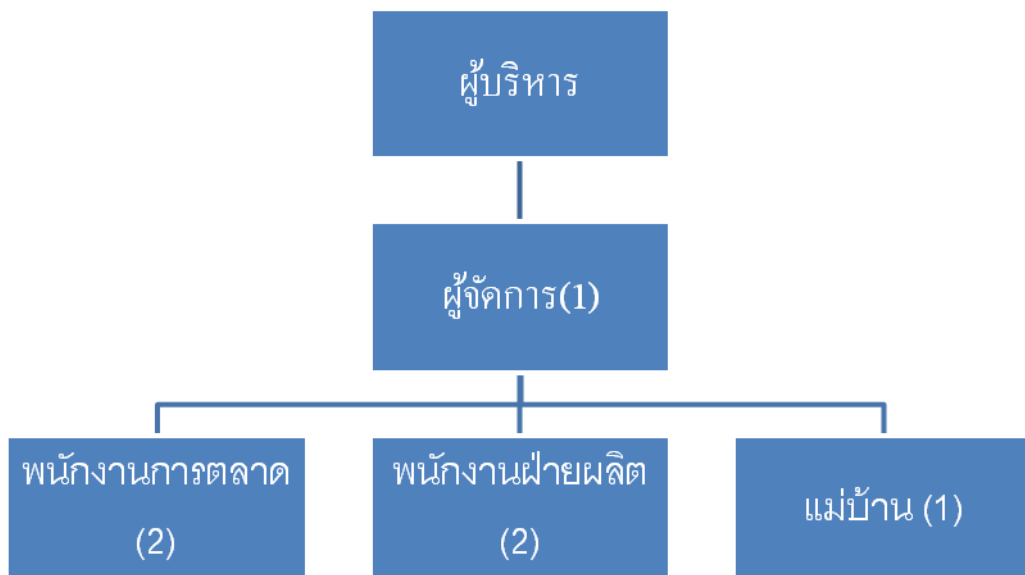 ผู้บริหาร
ผู้จัดการ(1)
พนักงานการตลาด
(2)
พนักงานฝ่ายผลิต
(2)
แม่บ้าน (1)